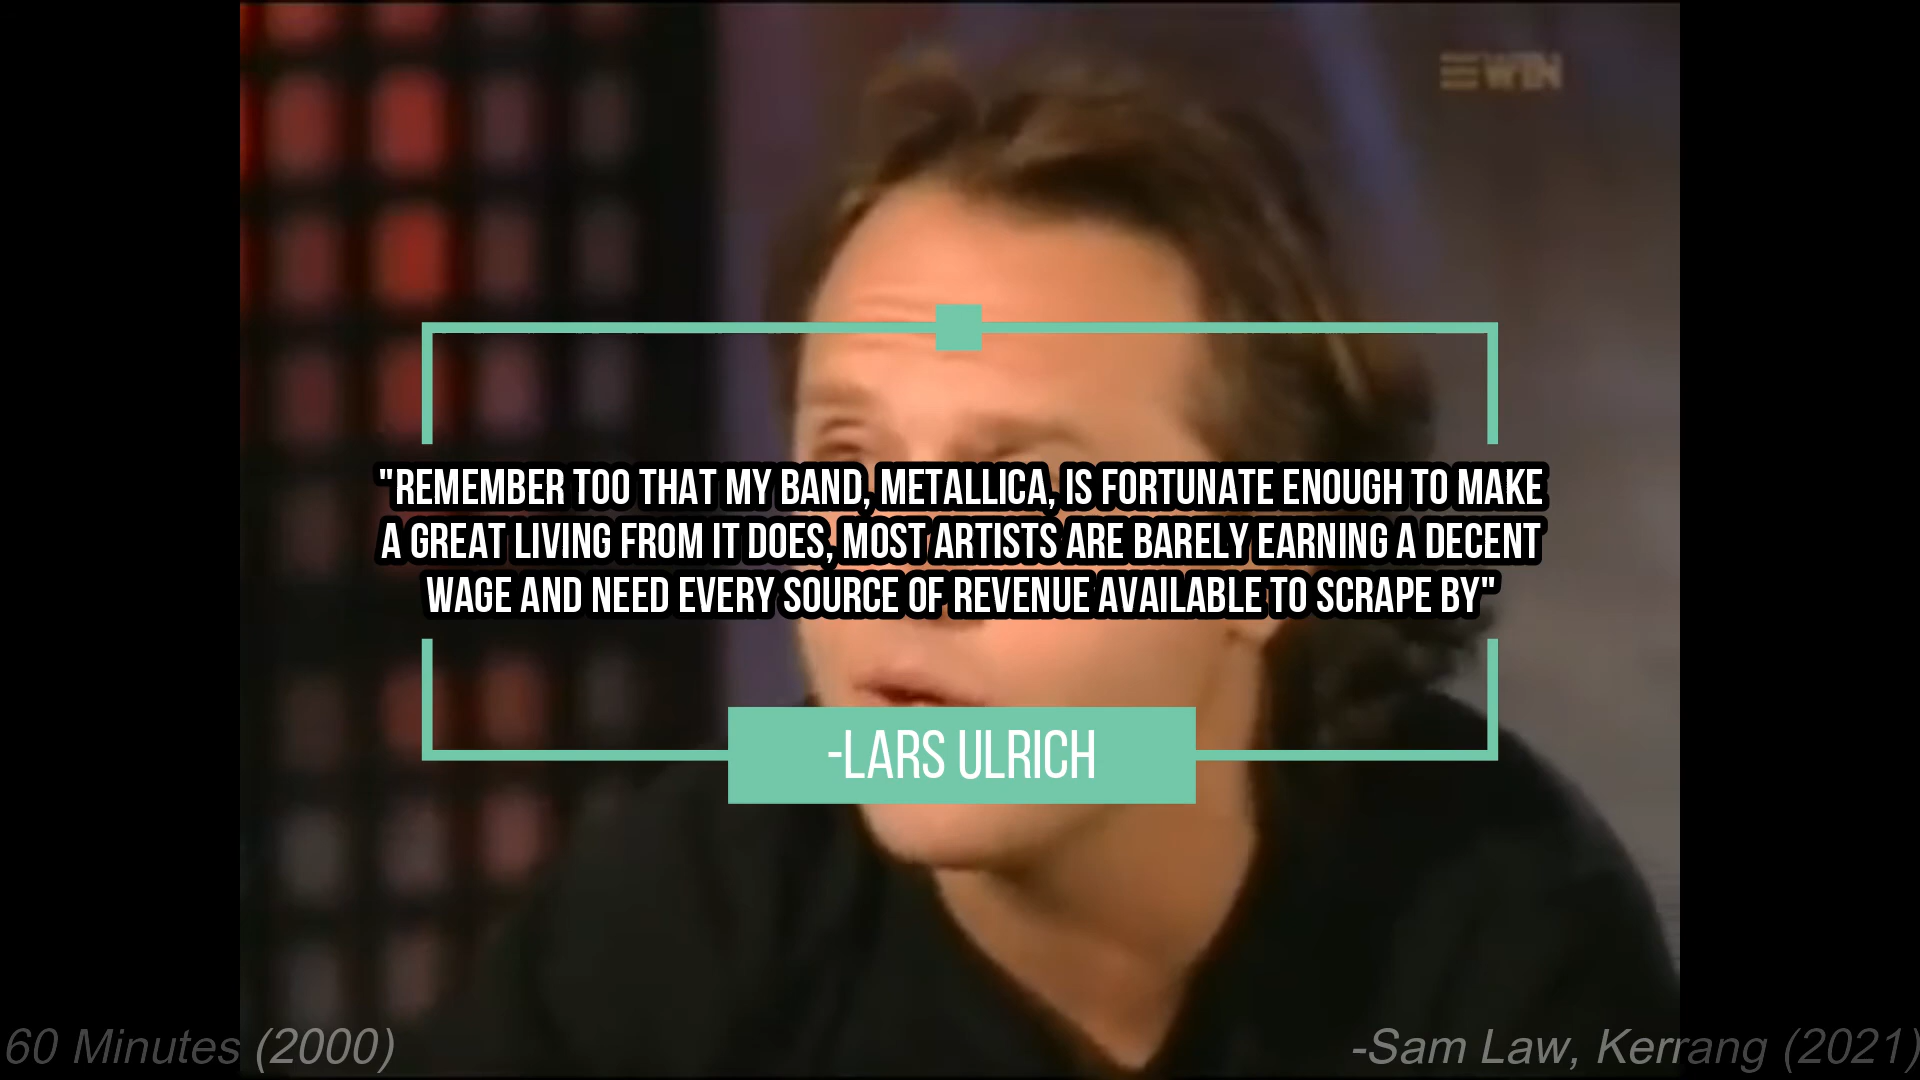 WIN
"REMEMBER TOO THAT MY BAND, METALLICA, IS FORTUNATE ENOUGH TO MAKE
A GREAT LIVING FROM IT DOES, MOST ARTISTS ARE BARELY EARNING A DECENT
WAGE AND NEED EVERY SOURCE OF REVENUE AVAILABLE TO SCRAPE BY"
-LARS ULRICH
60 Minutes (2000)
-Sam Law, Kerrang (2021)